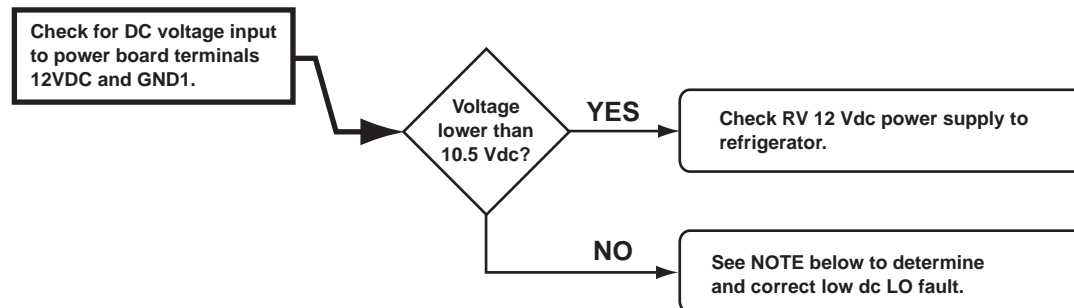 Check for DC voltage input
to power board terminals
12VDC and GND1.
Voltage
lower than
10.5 Vdc?
YES
Check RV 12 Vdc power supply to
refrigerator.
NO
See NOTE below to determine
and correct low dc LO fault.